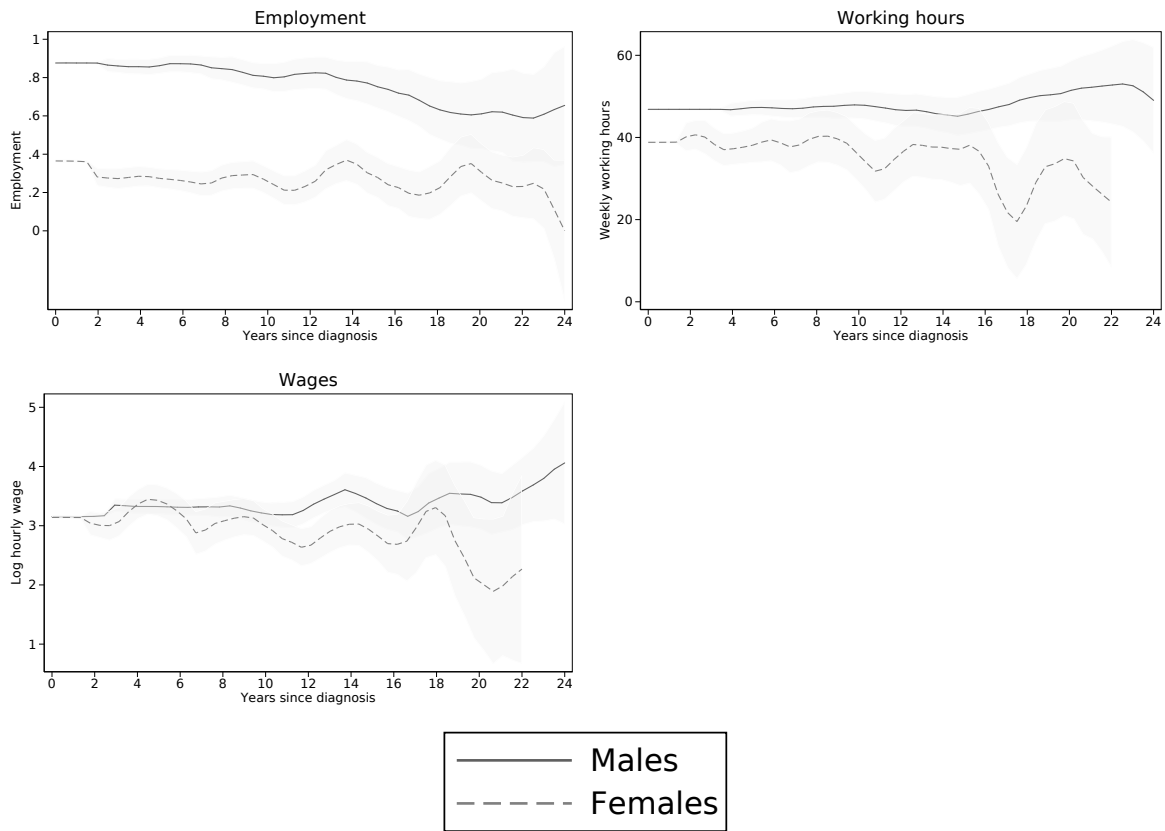 Employment
1
.8
.6
.4
.2
0
Employment
0 2 4 6 8 10 12 14 16 18 20 22 24
Years since diagnosis
Working hours
60
40
20
0
Weekly working hours
0 2 4 6 8 10 12 14 16 18 20 22 24
Years since diagnosis
Wages
5
4
3
2
1
Log hourly wage
0 2 4 6 8 10 12 14 16 18 20 22 24
Years since diagnosis
Males
Females